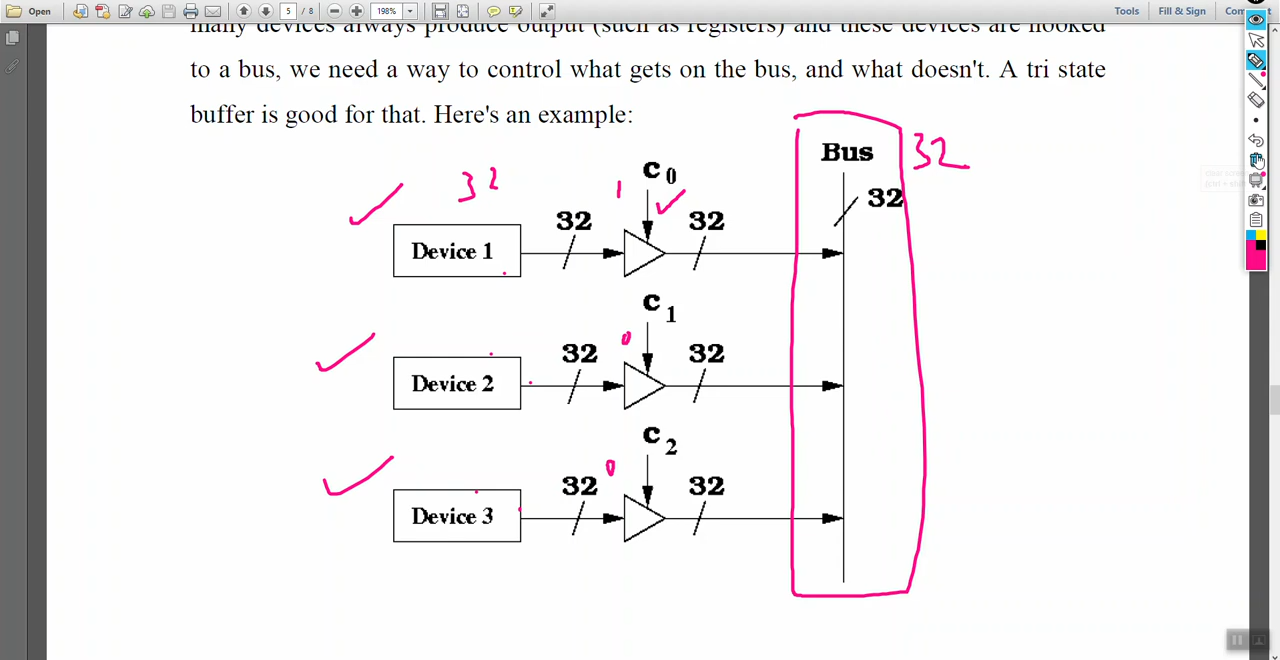 Open 5 / 8 198% Tools Fill & Sign
many devices always produce output (such as registers) and these devices are hooked
to a bus, we need a way to control what gets on the bus, and what doesn't. A tri state
buffer is good for that. Here's an example:
Bus 32
32 1 C0 32
32 32
Device 1
C1
0
32 32
Device 2
C2
0
32 32
Device 3